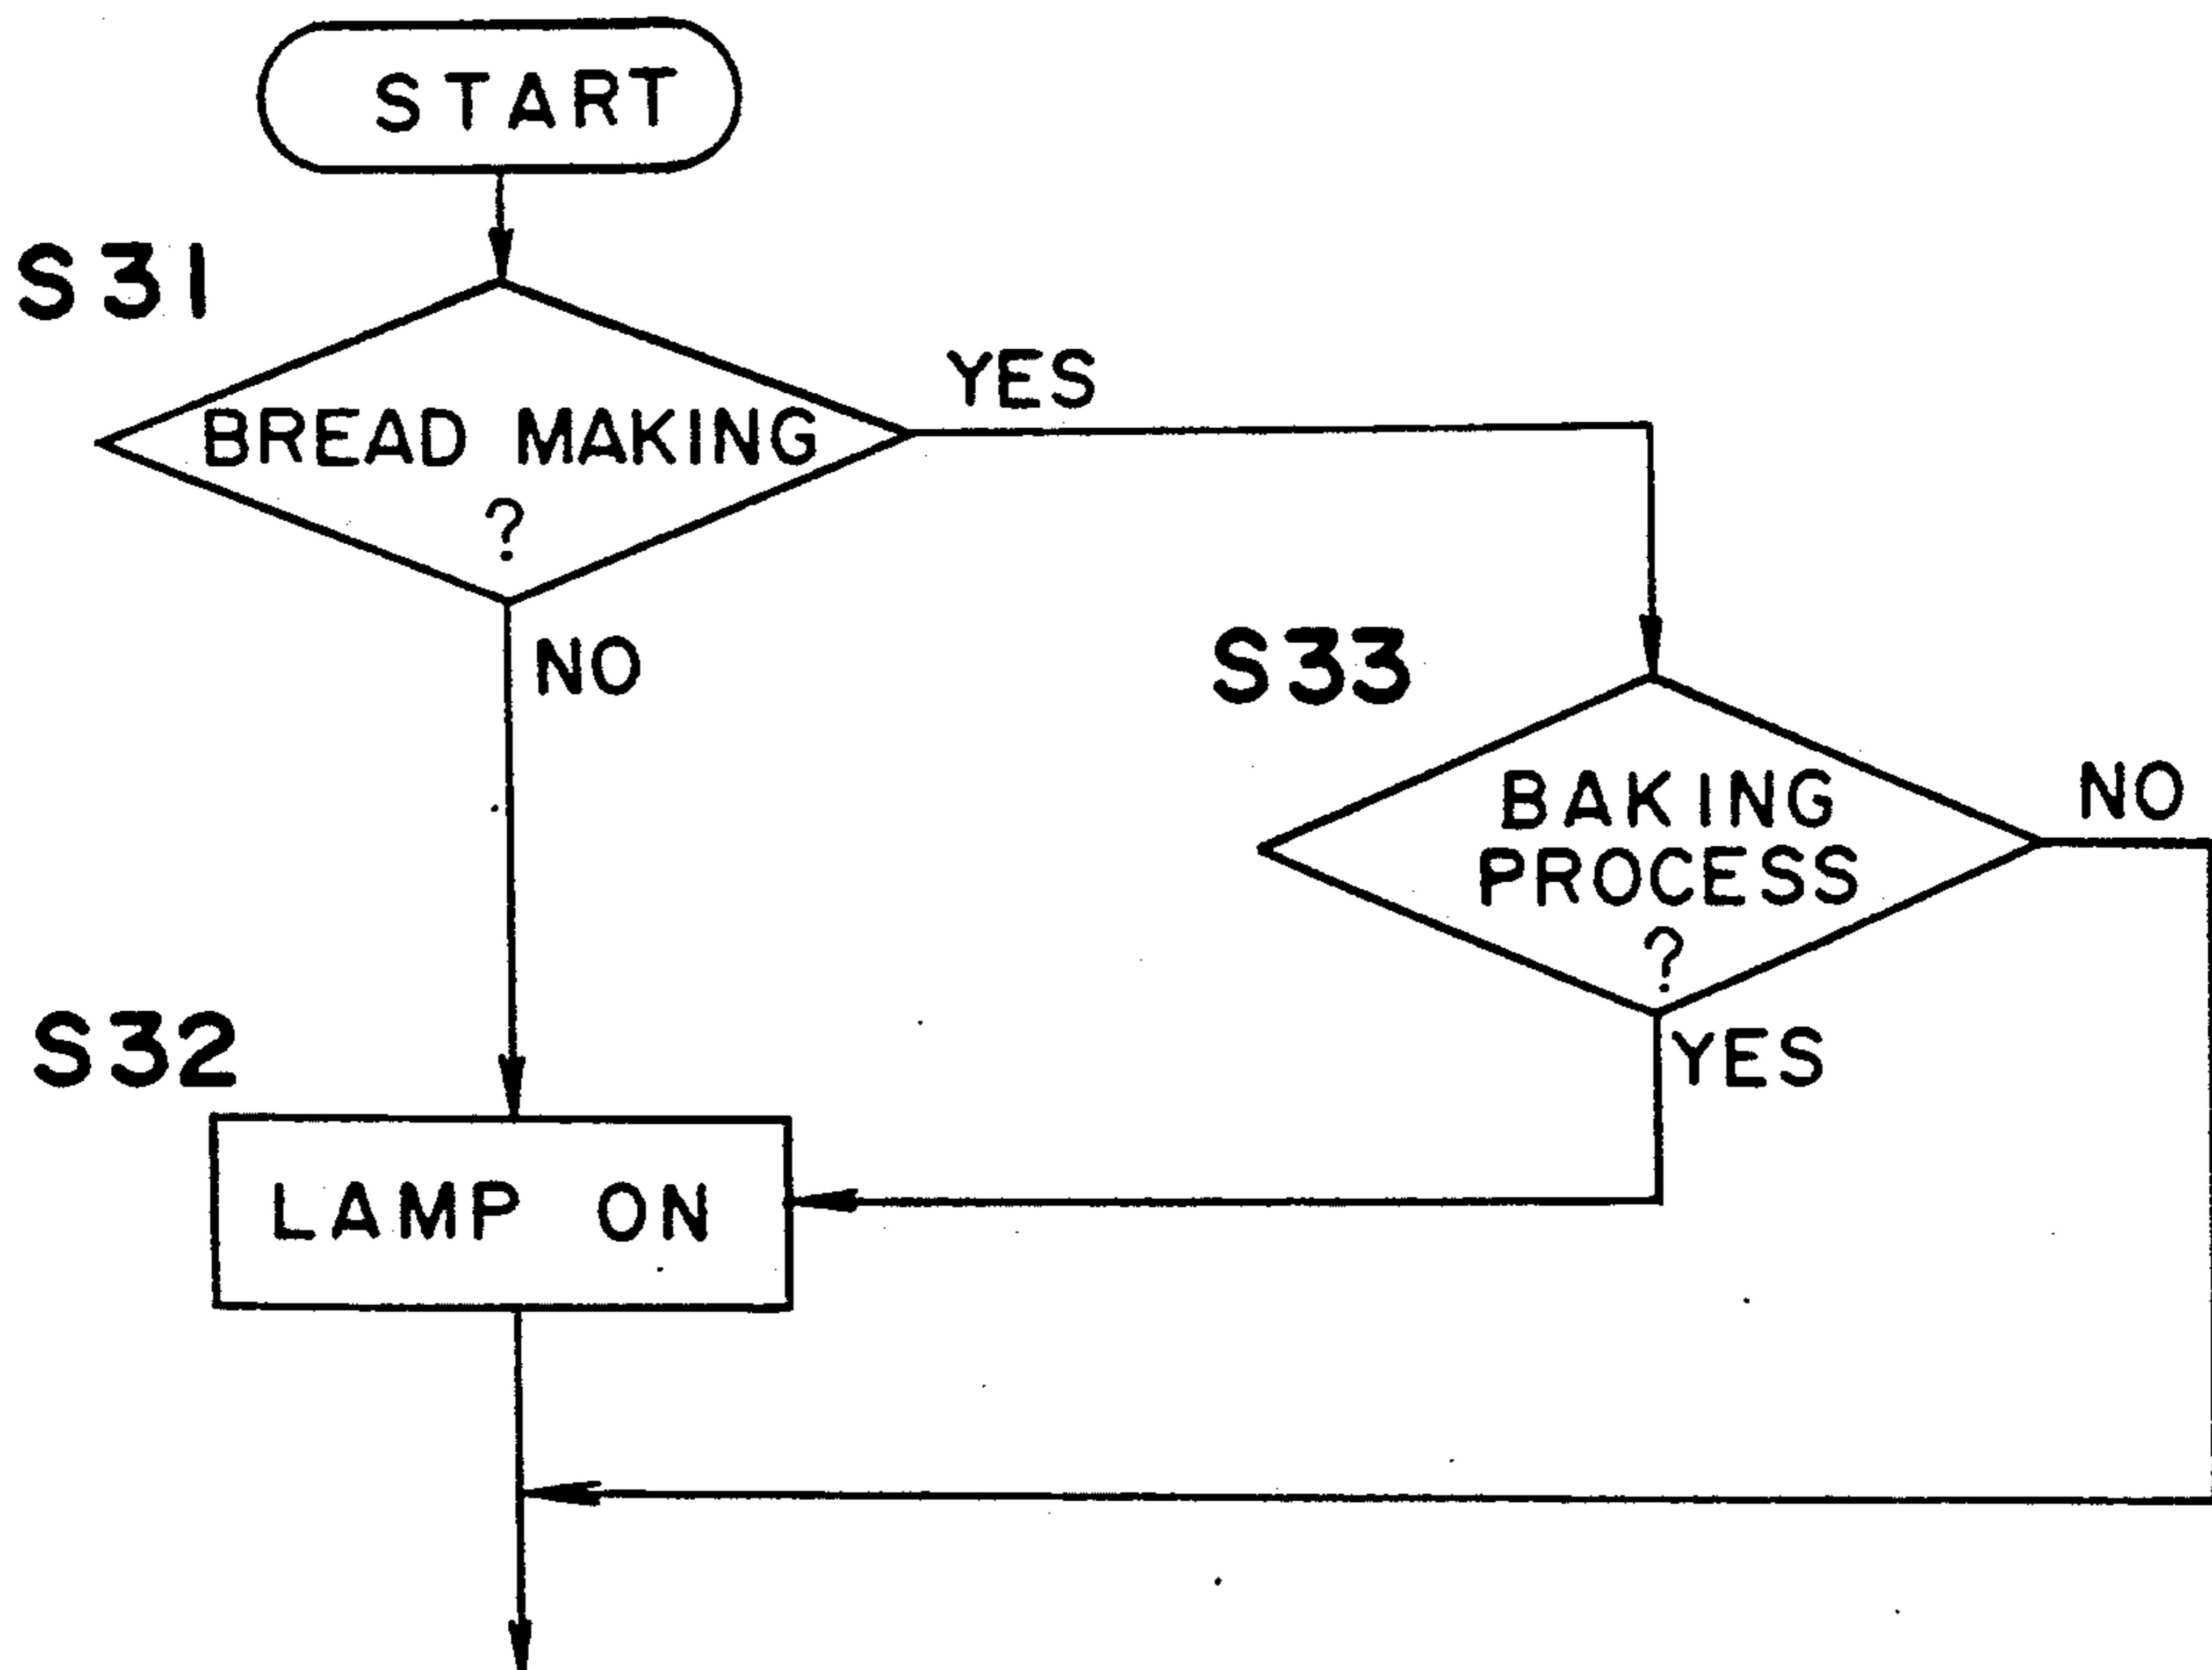 START
S31
BREAD MAKING
?
YES
NO
S33
BAKING
PROCESS
?
NO
YES
S32
LAMP ON